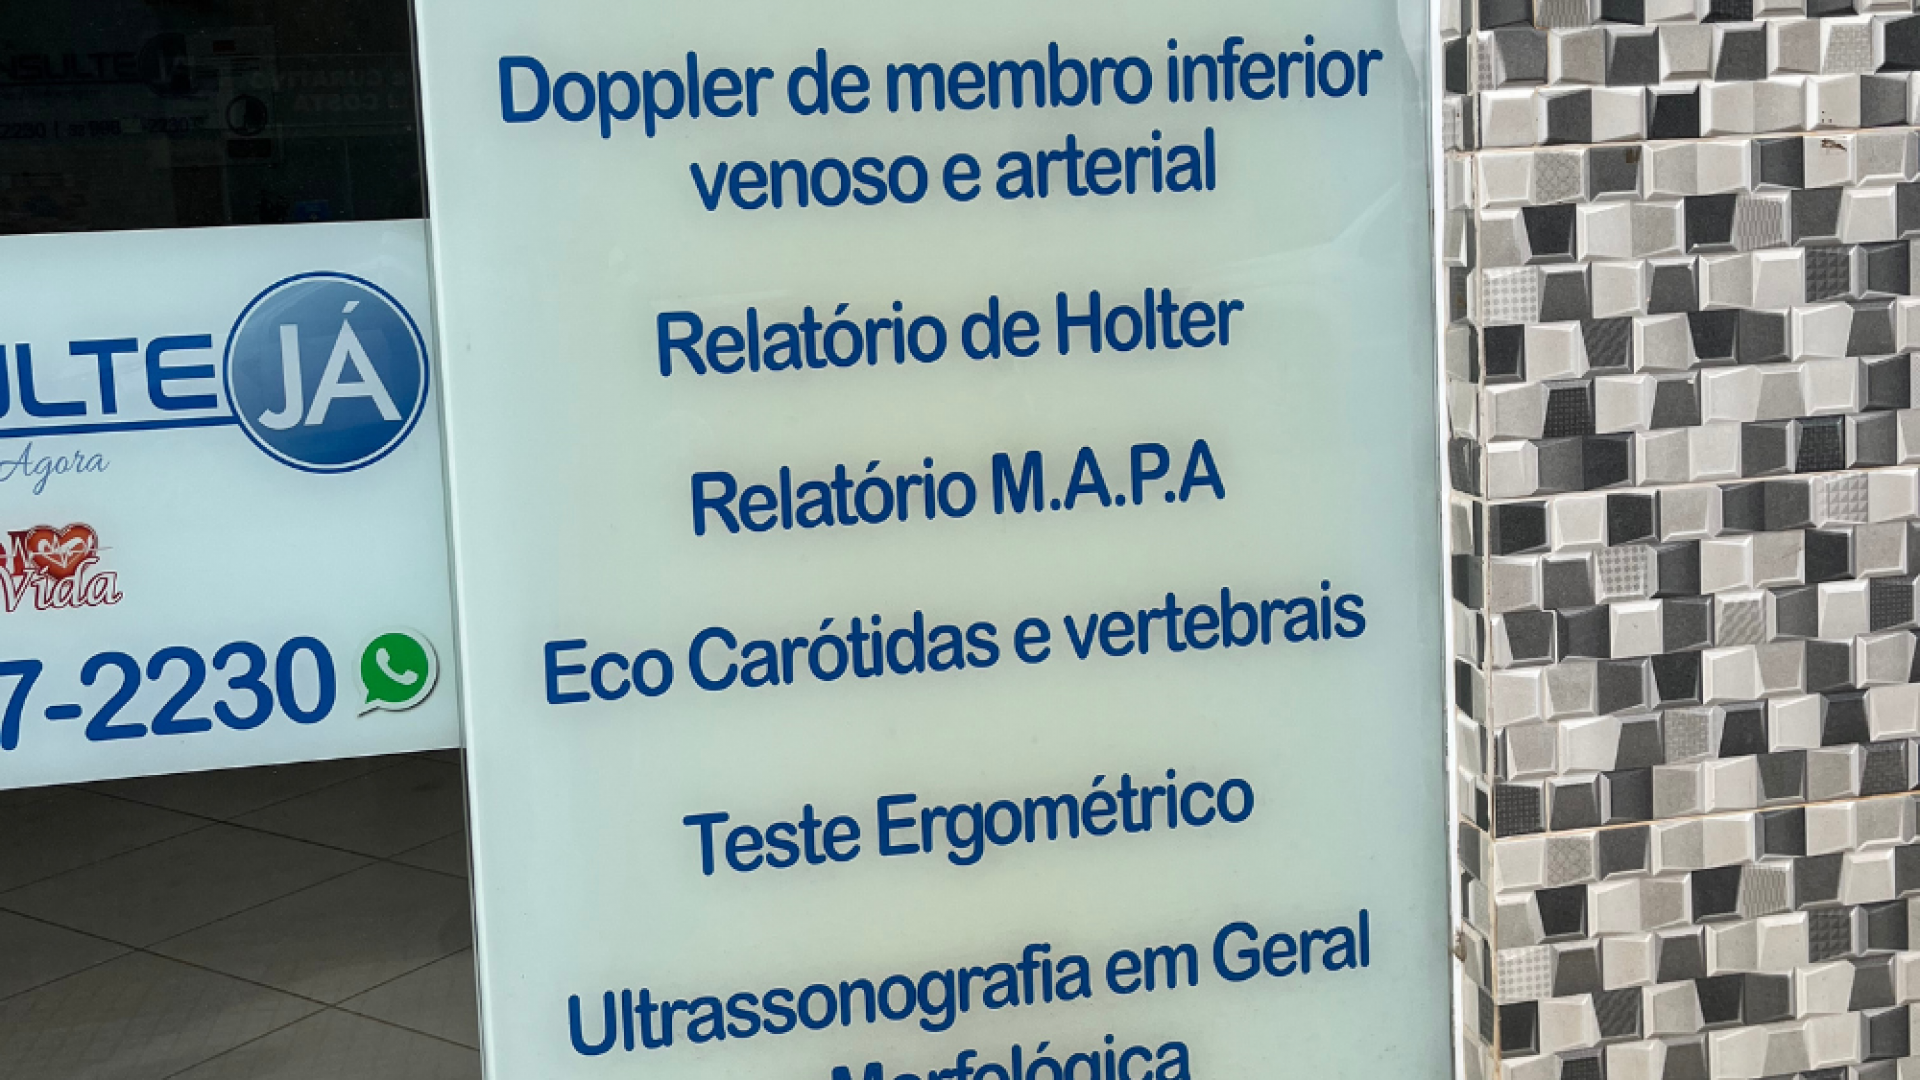 Doppler de membro inferior
venoso e arterial
Relatório de Holter
Relatório M.A.P.A
Eco Carótidas e vertebrais
Teste Ergométrico
Ultrassonografia em Geral
Morfológica
ULTE JÁ
Agora
Vida
7-2230